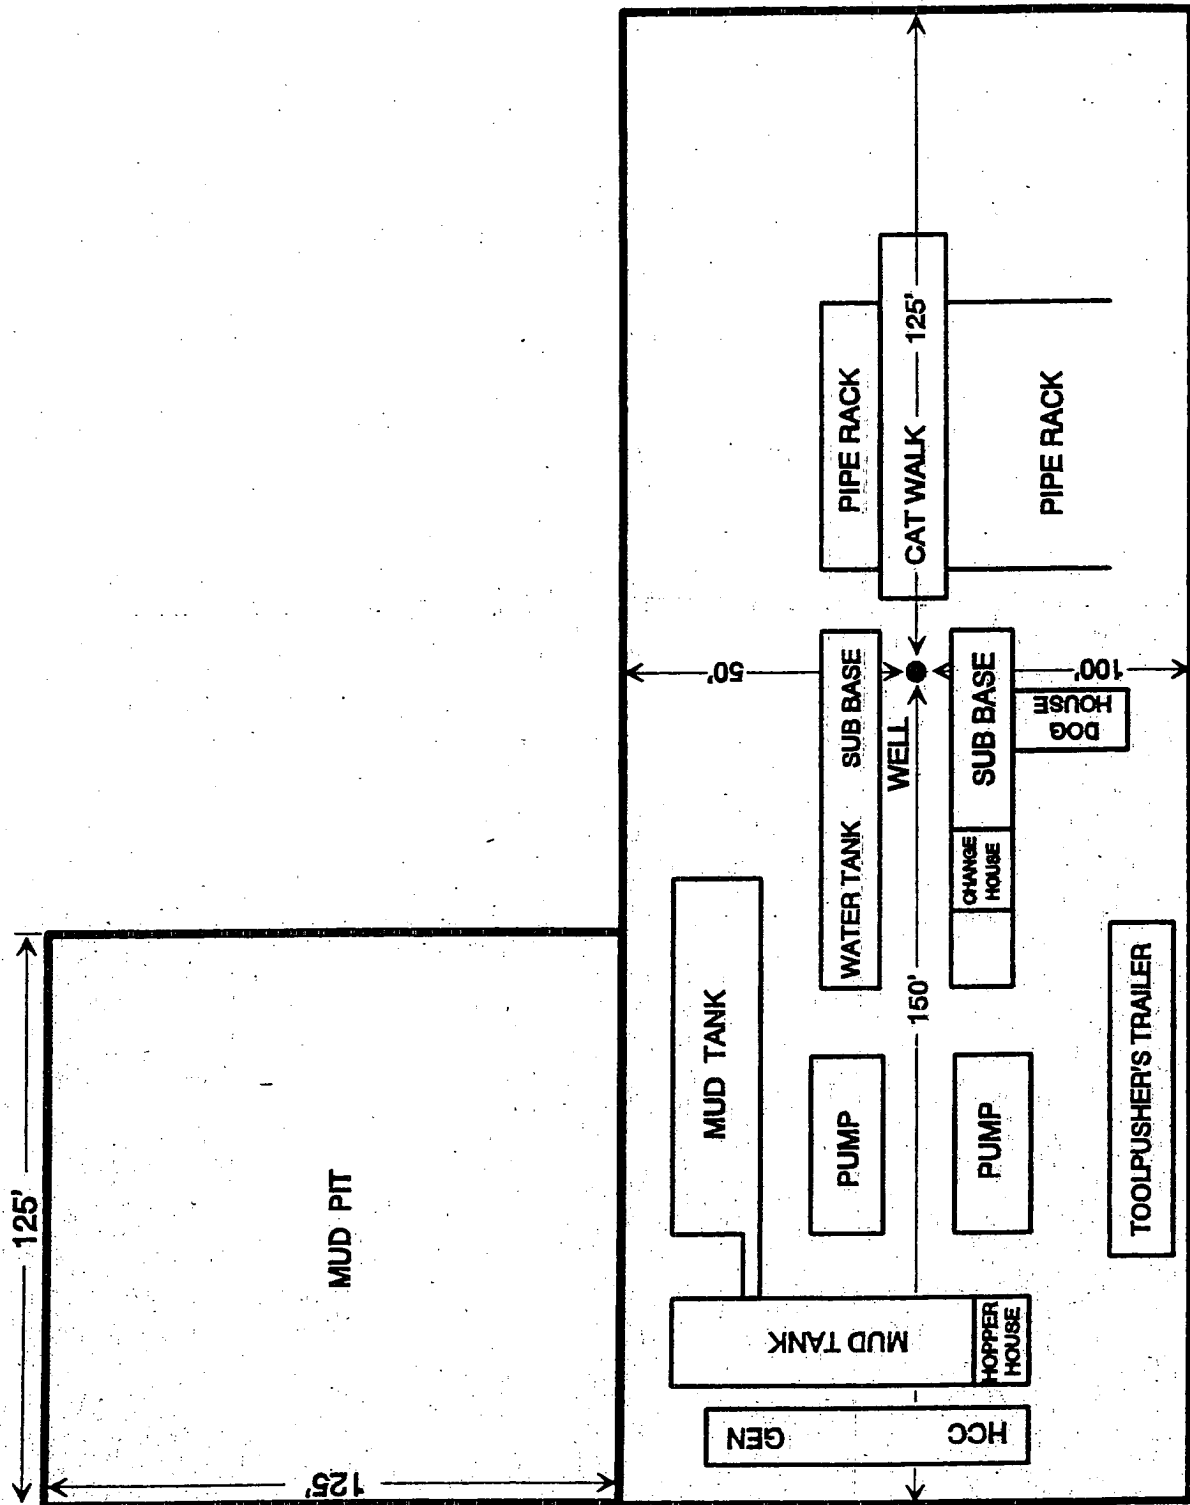 125'
125'
MUD PIT
50'
125'
PIPE RACK
CAT WALK
PIPE RACK
WATER TANK
SUB BASE
WELL
SUB BASE
100'
DOG
HOUSE
CHANGE
HOUSE
150'
MUD TANK
PUMP
PUMP
TOOLPUSHER'S TRAILER
MUD TANK
HOPPER
HOUSE
GEN
HCC